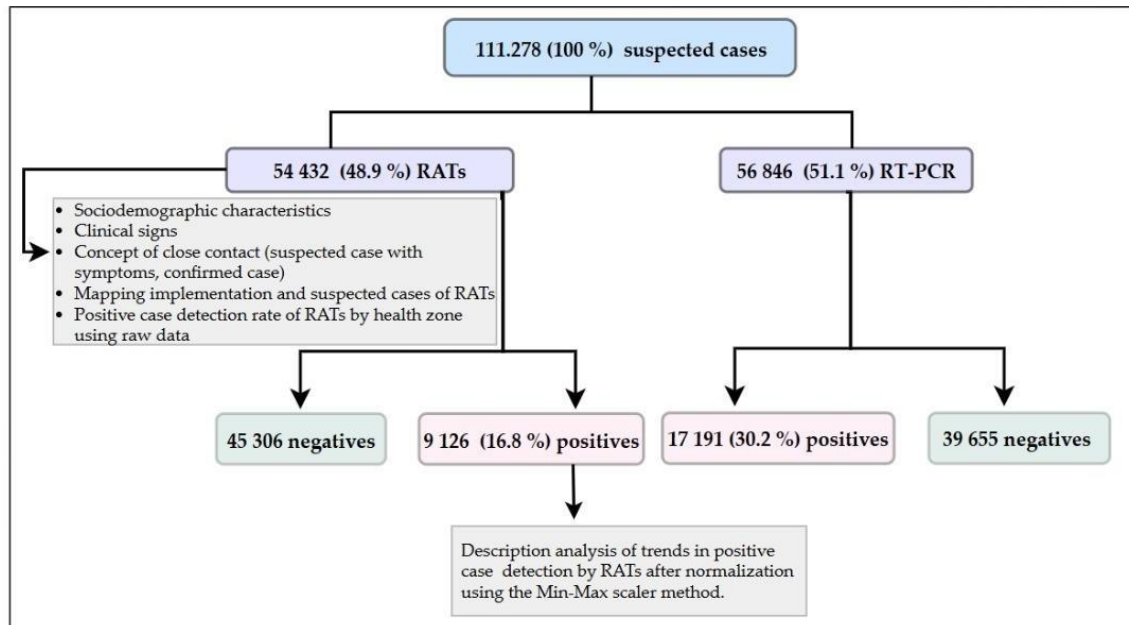 111.278 (100 %) suspected cases
54 432 (48.9 %) RATs
56 846 (51.1 %) RT-PCR
• Sociodemographic characteristics
• Clinical signs
• Concept of close contact (suspected case with
symptoms, confirmed case)
• Mapping implementation and suspected cases of RATs
• Positive case detection rate of RATs by health zone
using raw data
45 306 negatives
9 126 (16.8 %) positives
17 191 (30.2 %) positives
39 655 negatives
Description analysis of trends in positive
case detection by RATs after normalization
using the Min-Max scaler method.